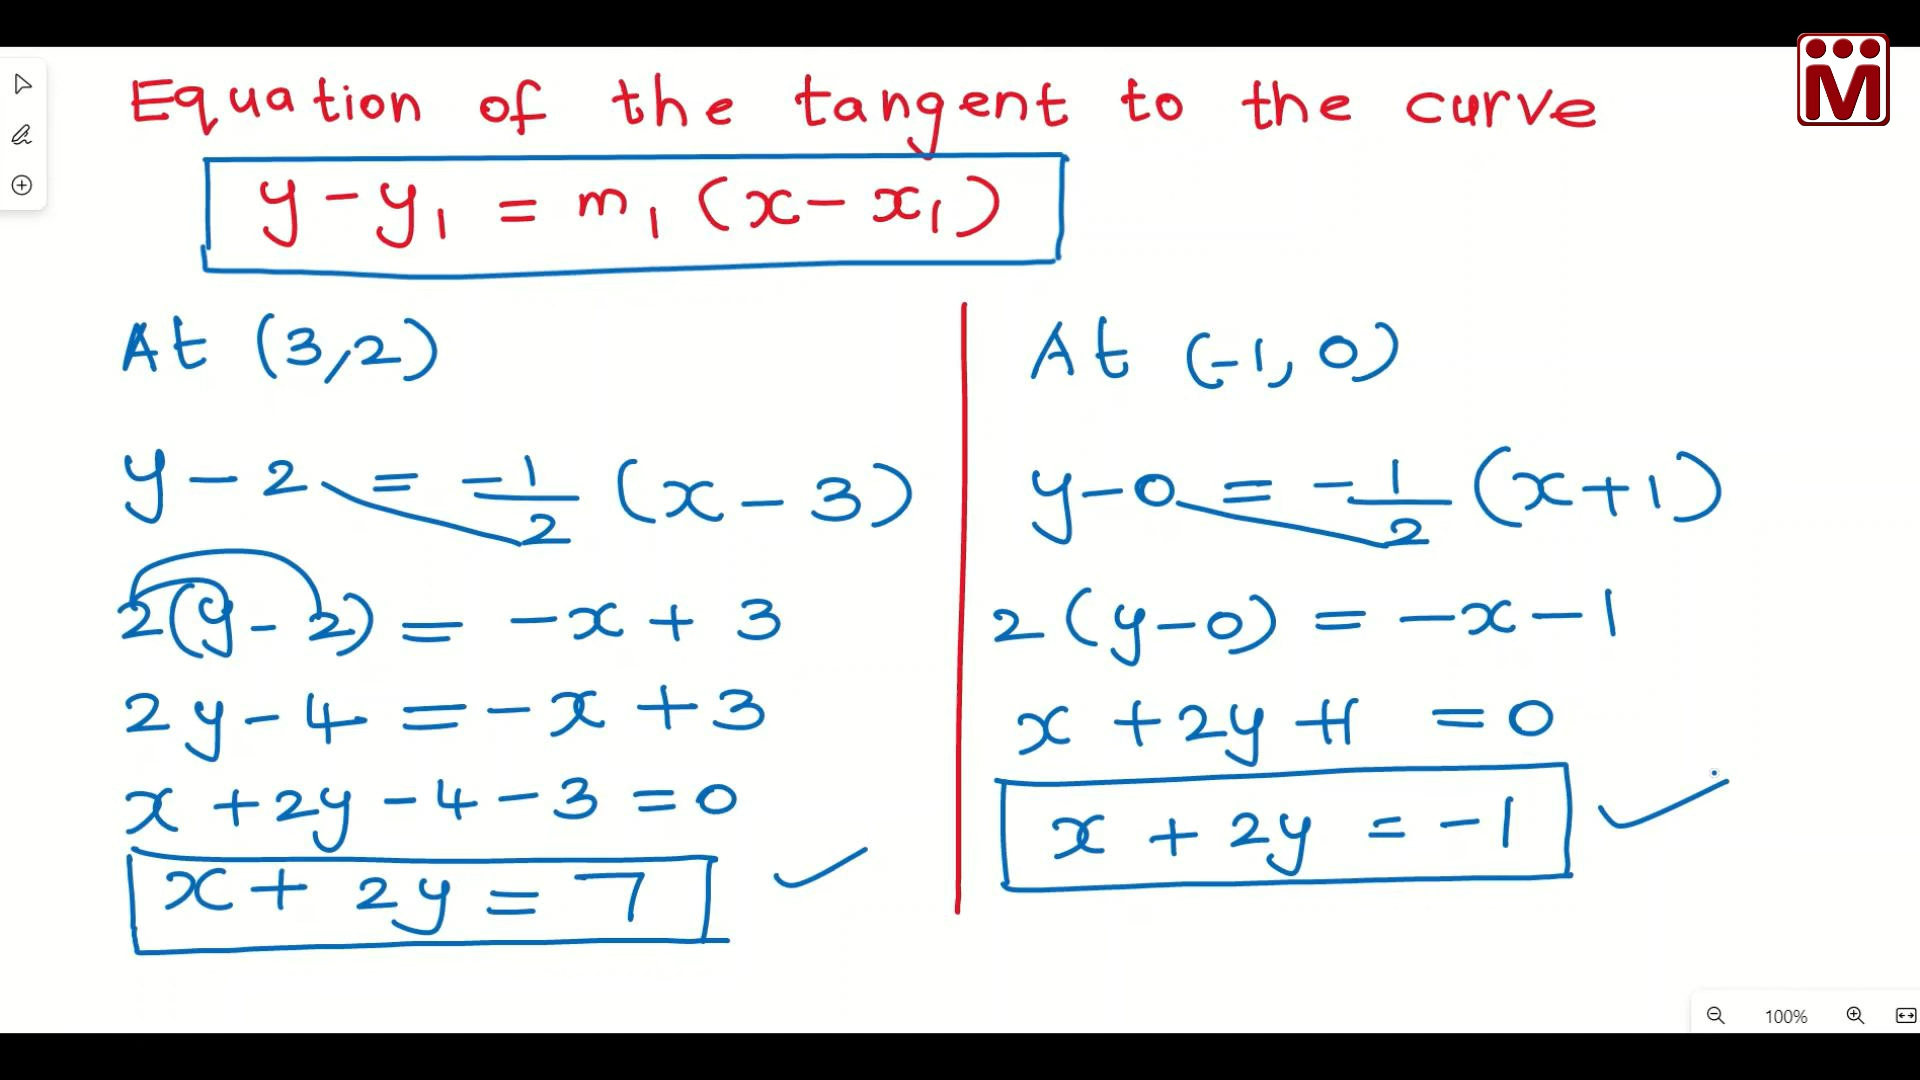 Equation of the tangent to the curve
y - y₁ = m₁ (x - x₁)
At (3,2)
y - 2 = -1/2 (x - 3)
2(y - 2) = -x + 3
2y - 4 = -x + 3
x + 2y - 4 - 3 = 0
x + 2y = 7
At (-1, 0)
y - 0 = -1/2 (x + 1)
2(y - 0) = -x - 1
x + 2y + 1 = 0
x + 2y = -1
M
100%